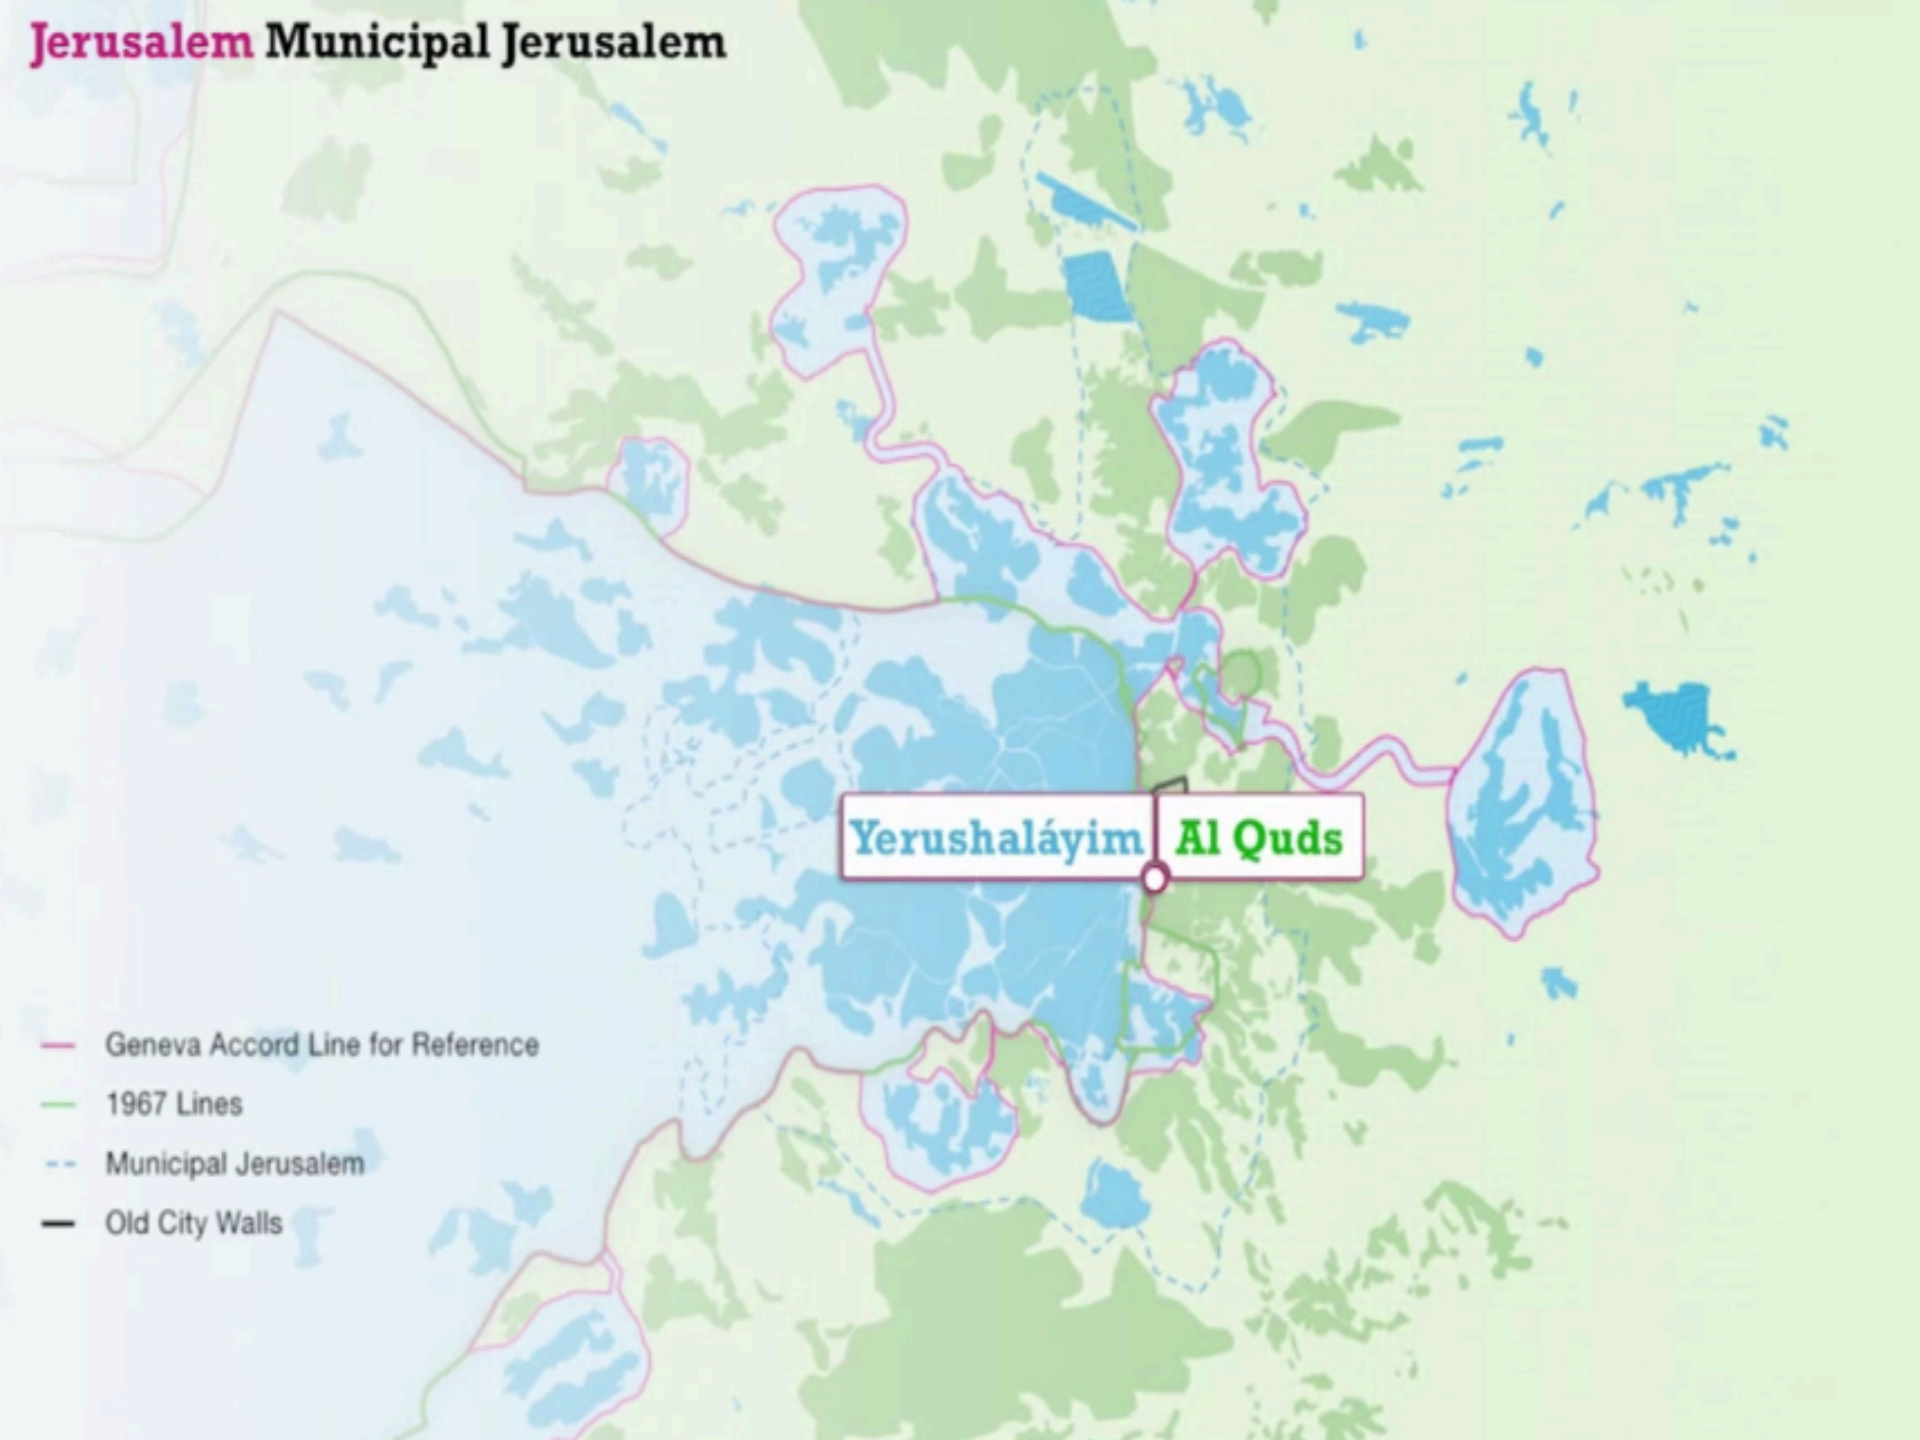 Jerusalem Municipal Jerusalem
Yerushaláyim
Al Quds
Geneva Accord Line for Reference
1967 Lines
Municipal Jerusalem
Old City Walls